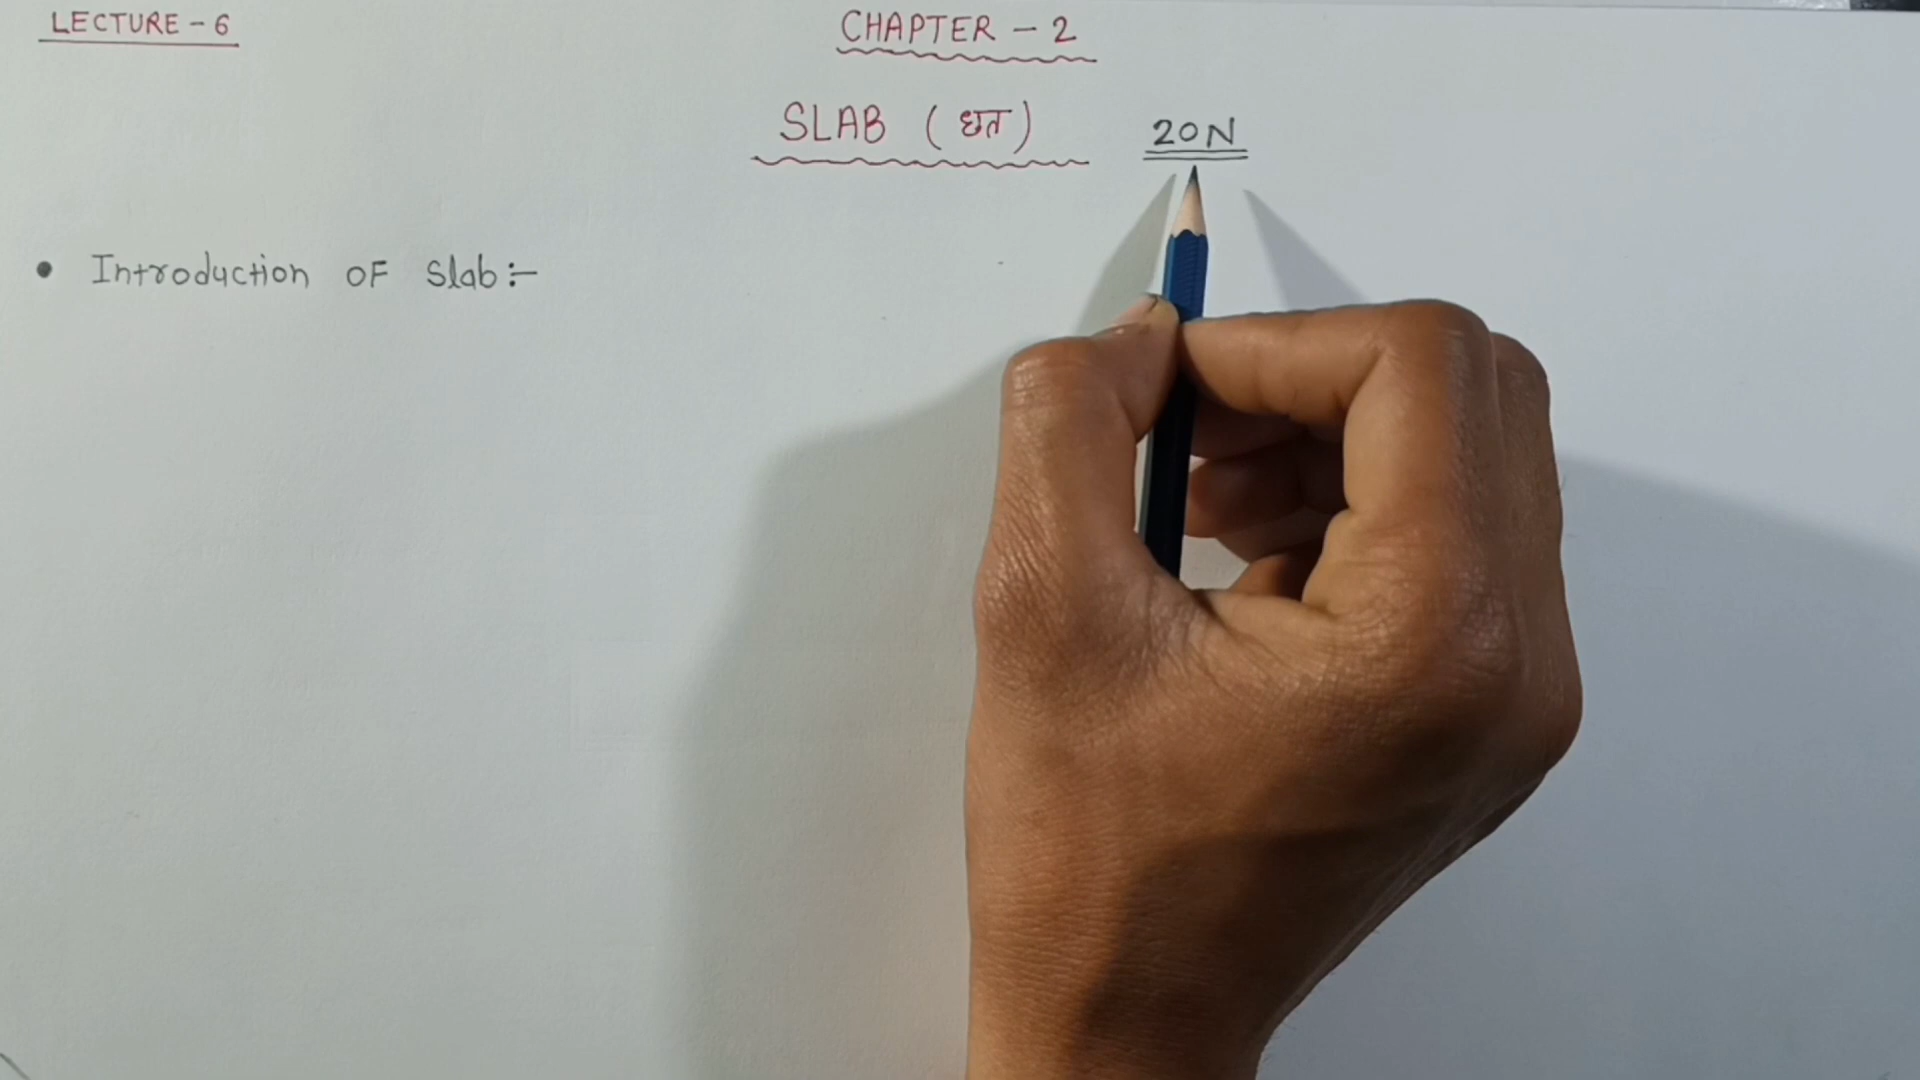 LECTURE - 6
CHAPTER - 2
SLAB (छत) 20N
• Introduction OF Slab:-